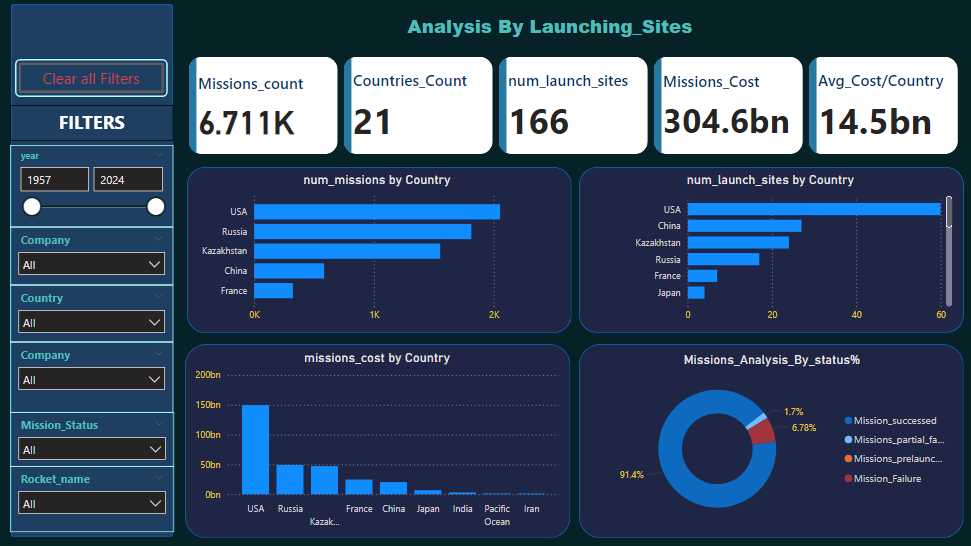 Analysis By Launching_Sites
Clear all Filters
FILTERS
year
1957 2024
Company
All
Country
All
Company
All
Mission_Status
All
Rocket_name
All
Missions_count
6.711K
Countries_Count
21
num_launch_sites
166
Missions_Cost
304.6bn
Avg_Cost/Country
14.5bn
num_missions by Country
USA
Russia
Kazakhstan
China
France
0K 1K 2K
num_launch_sites by Country
USA
China
Kazakhstan
Russia
France
Japan
0 20 40 60
missions_cost by Country
200bn
150bn
100bn
50bn
0bn
USA Russia Kazak... France China Japan India Pacific Ocean Iran
Missions_Analysis_By_status%
1.7%
6.78%
91.4%
Mission_successed
Missions_partial_fa...
Missions_prelaunc...
Mission_Failure